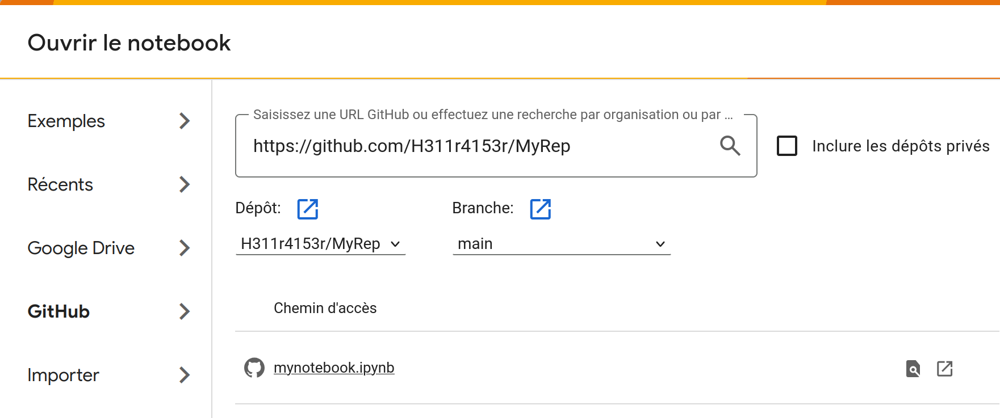 Ouvrir le notebook
Exemples
Récents
Google Drive
GitHub
Importer
Saisissez une URL GitHub ou effectuez une recherche par organisation ou par ...
https://github.com/H311r4153r/MyRep
Inclure les dépôts privés
Dépôt:
Branche:
H311r4153r/MyRep
main
Chemin d'accès
mynotebook.ipynb